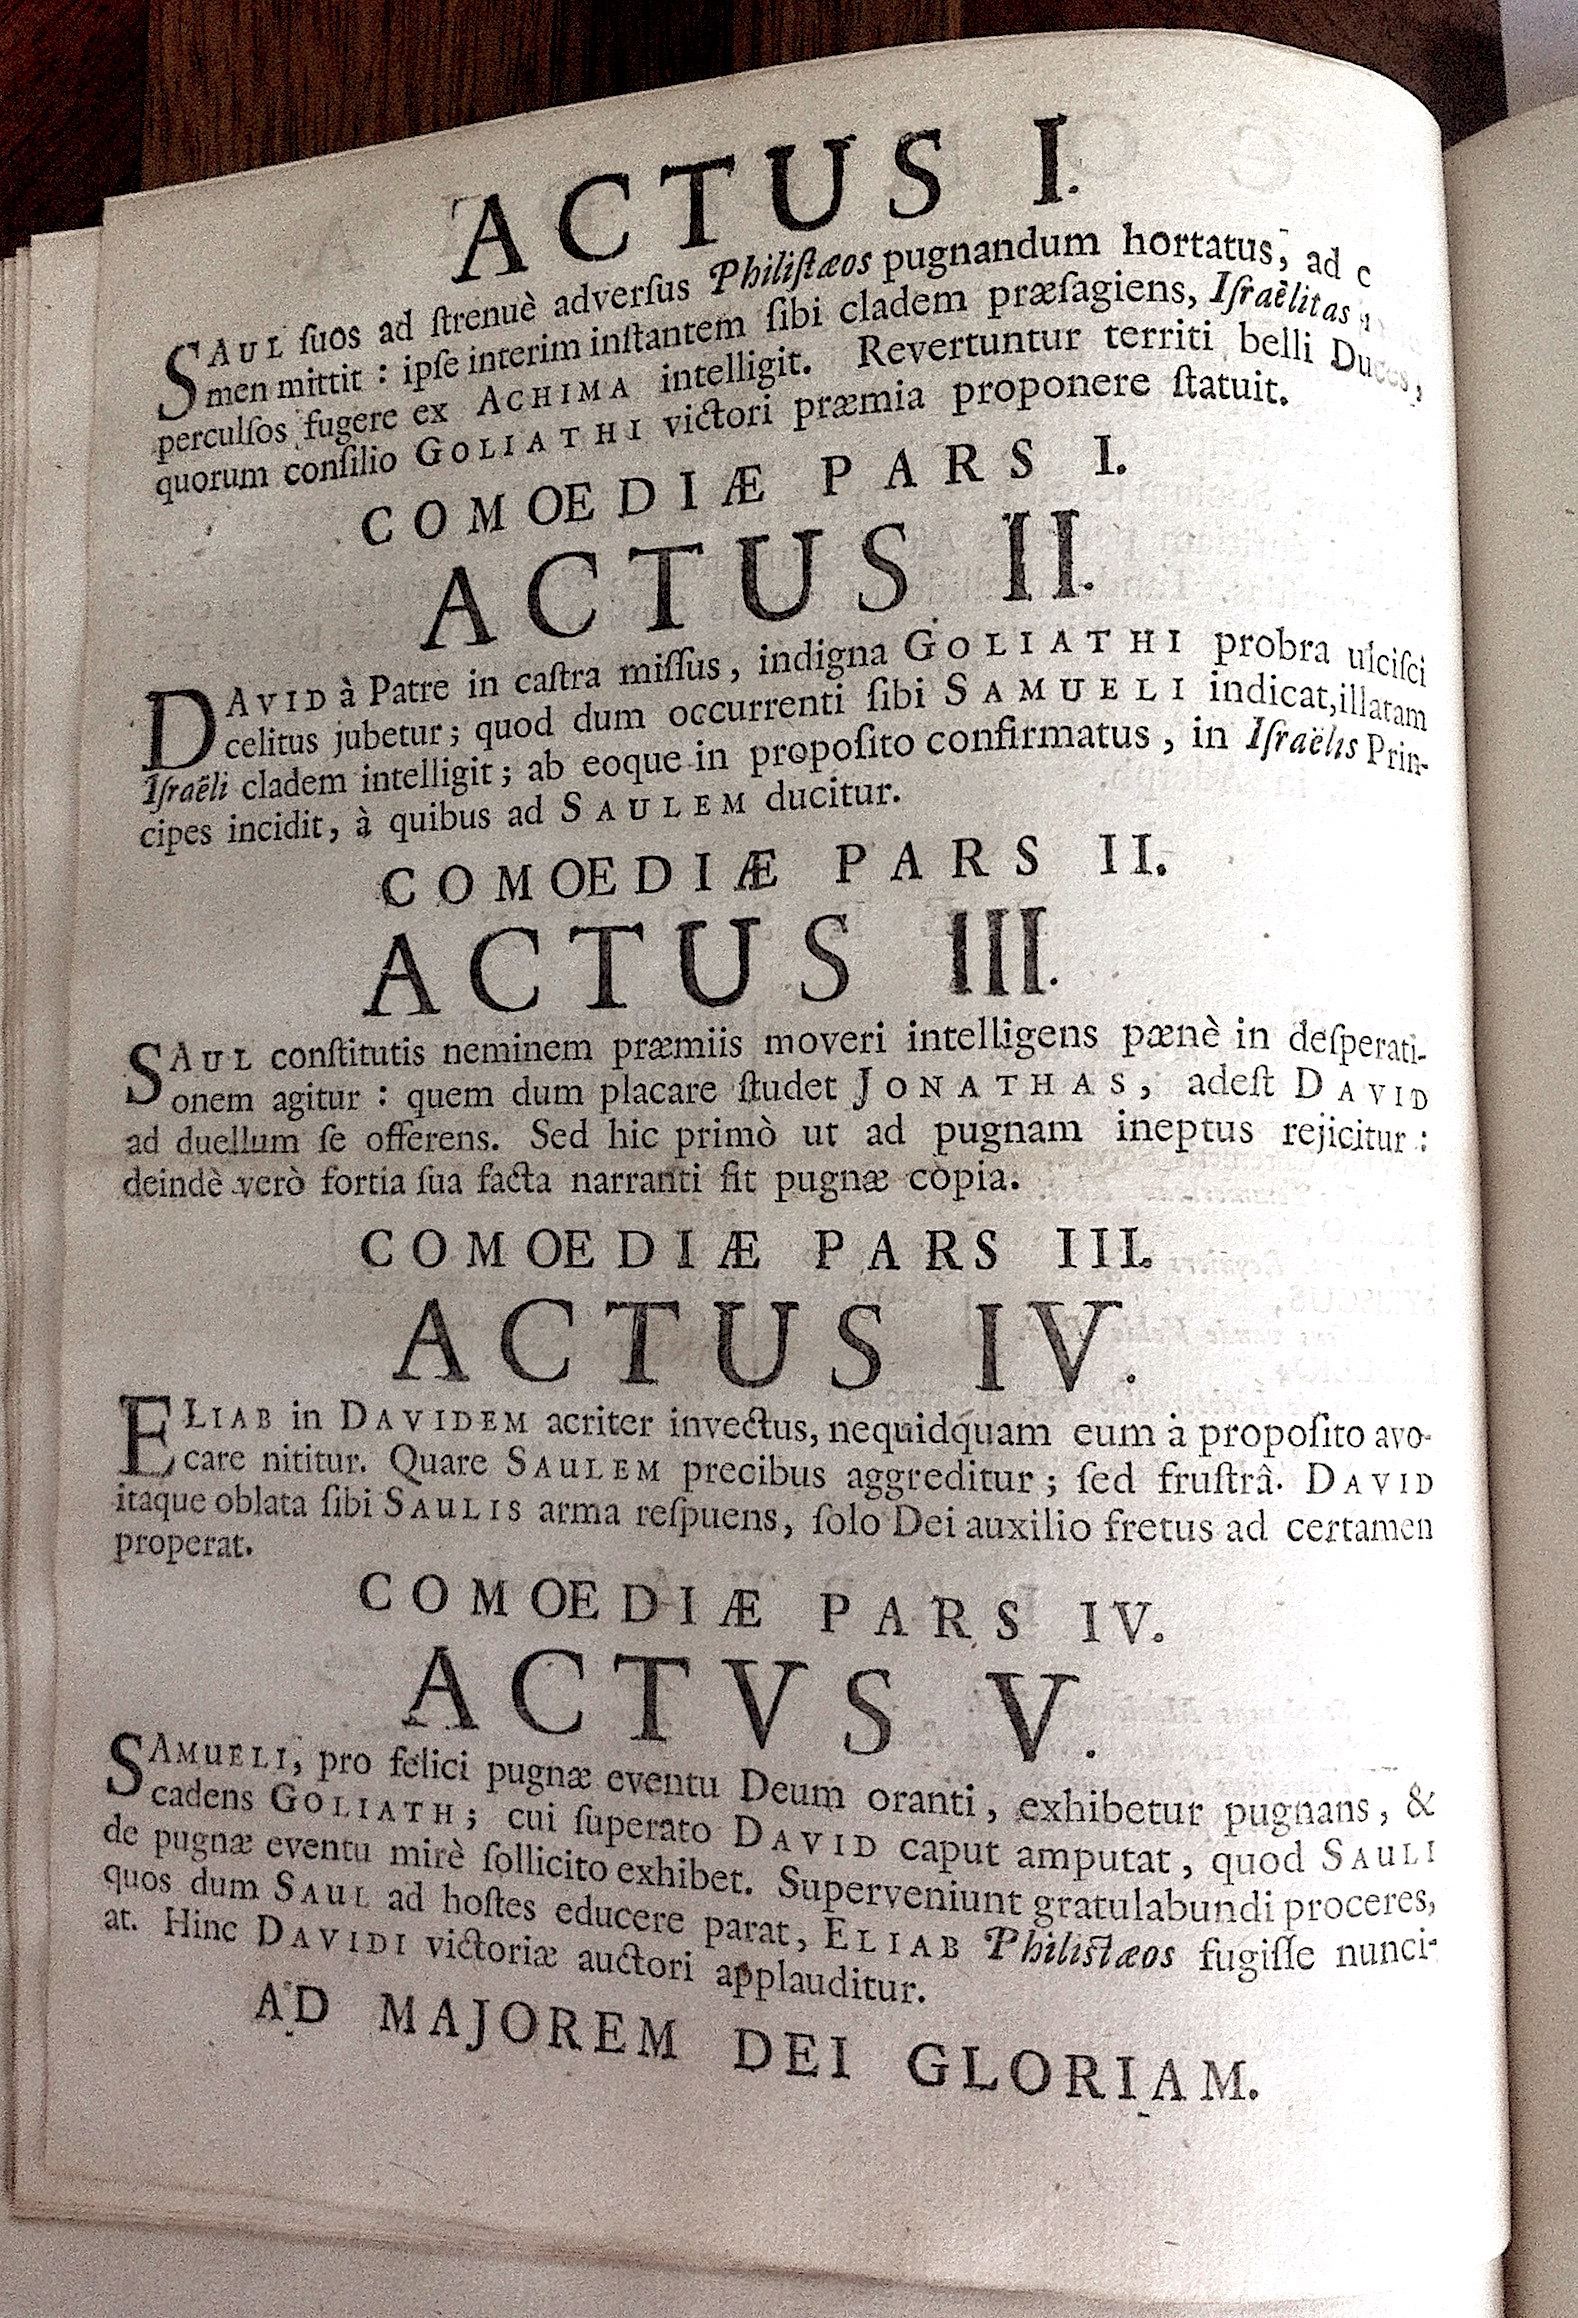 ACTUS I.
SAUL ſuos ad ſtrenuè adverſus Philiſtæos pugnandum hortatus, ad
men mittit : ipſe interim inſtantem ſibi cladem præſagiens, Iſraëlitas
perculſos fugere ex ACHIMA intelligit. Revertuntur territi belli Duces,
quorum conſilio GOLIATHI victori præmia proponere ſtatuit.
COMOEDIÆ PARS I.
ACTUS II.
DAVID à Patre in caſtra miſſus, indigna GOLIATHI probra ulciſci
celitus jubetur; quod dum occurrenti ſibi SAMUELI indicat, illatam
Iſraëli cladem intelligit; ab eoque in propoſito confirmatus, in Iſraëlis Prin-
cipes incidit, à quibus ad SAULEM ducitur.
COMOEDIÆ PARS II.
ACTUS III.
SAUL conſtitutis neminem præmiis moveri intelligens pænè in deſperati-
onem agitur : quem dum placare ſtudet JONATHAS, adeſt DAVID
ad duellum ſe offerens. Sed hic primò ut ad pugnam ineptus rejicitur :
deindè verò fortia ſua facta narranti fit pugnæ copia.
COMOEDIÆ PARS III.
ACTUS IV.
ELIAB in DAVIDEM acriter invectus, nequidquam eum à propoſito avo-
care nititur. Quare SAULEM precibus aggreditur; ſed fruſtrâ. DAVID
itaque oblata ſibi SAULIS arma reſpuens, ſolo Dei auxilio fretus ad certamen
properat.
COMOEDIÆ PARS IV.
ACTVS V.
SAMUELI, pro felici pugnæ eventu Deum oranti, exhibetur pugnans, &
cadens GOLIATH; cui ſuperato DAVID caput amputat, quod SAULI
de pugnæ eventu mirè ſollicito exhibet. Superveniunt gratulabundi proceres,
quos dum SAUL ad hoſtes educere parat, ELIAB Philiſtæos fugiſſe nunci-
at. Hinc DAVIDI victoriæ auctori applauditur.
AD MAJOREM DEI GLORIAM.